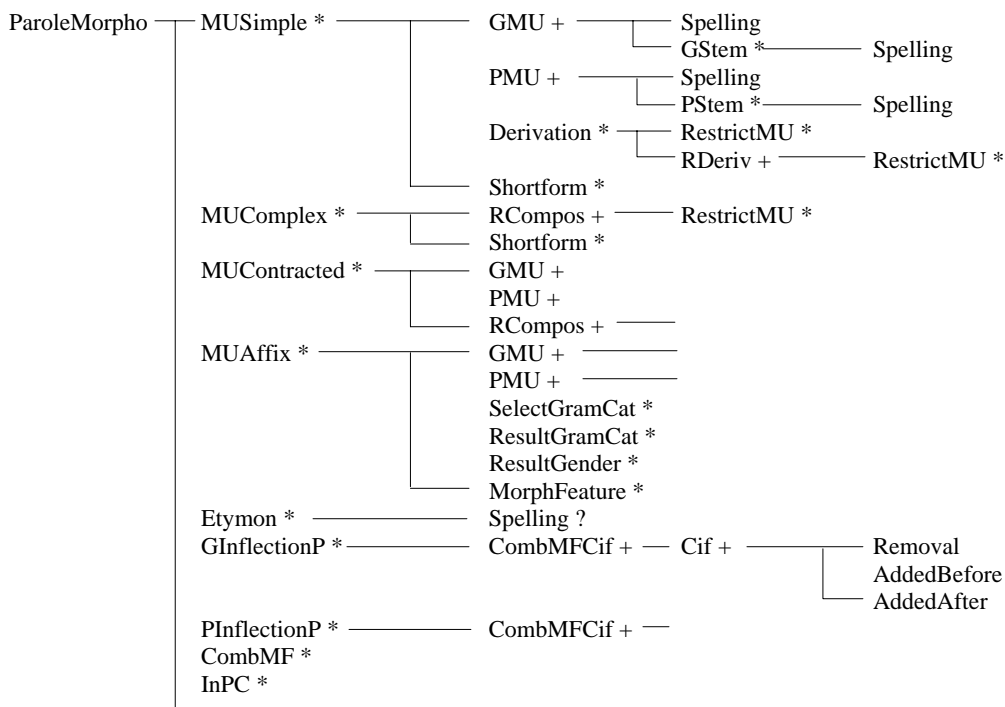 ParoleMorpho MUSimple * GMU + Spelling
GStem * Spelling
PMU + Spelling
PStem * Spelling
Derivation * RestrictMU *
RDeriv + RestrictMU *
Shortform *
MUComplex * RCompos + RestrictMU *
Shortform *
MUContracted * GMU +
PMU +
RCompos +
MUAffix * GMU +
PMU +
SelectGramCat *
ResultGramCat *
ResultGender *
MorphFeature *
Etymon * Spelling ?
GInflectionP * CombMFCif + Cif + Removal
AddedBefore
AddedAfter
PInflectionP * CombMFCif +
CombMF *
InPC *